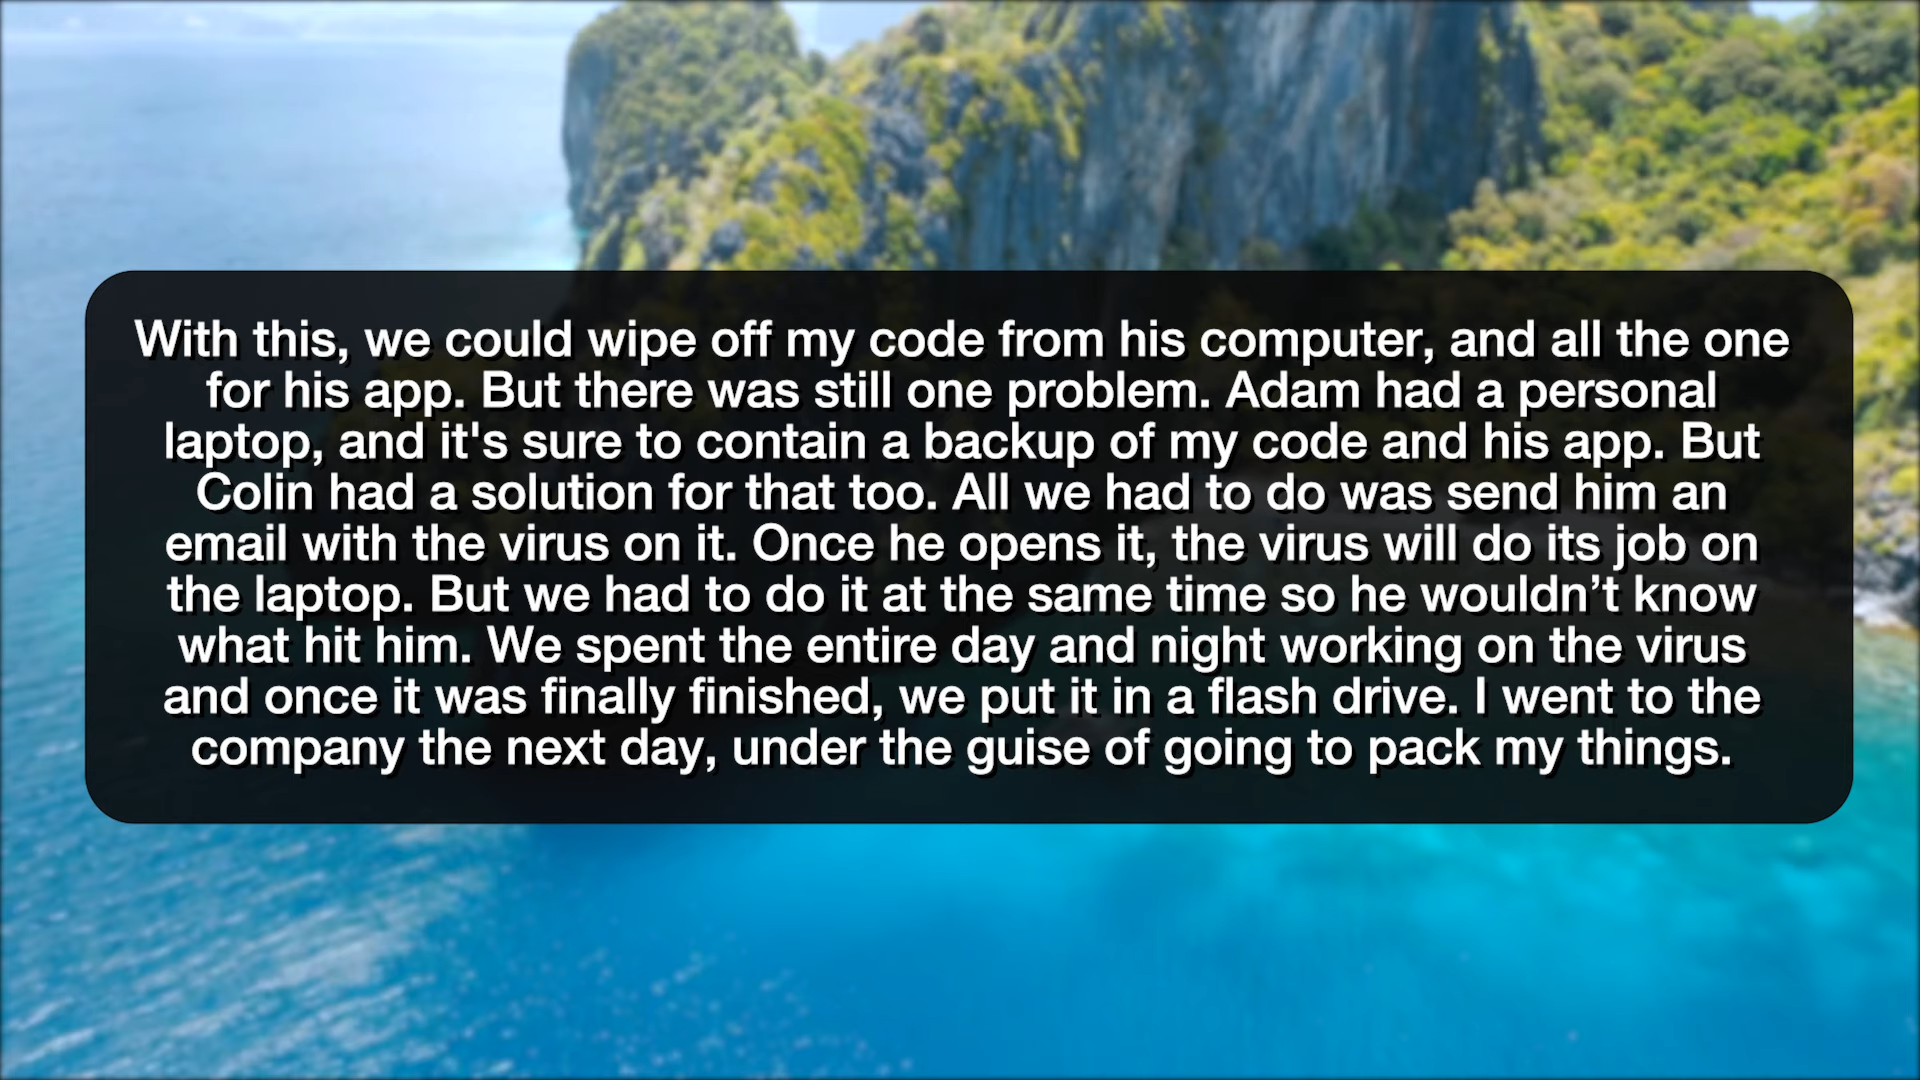 With this, we could wipe off my code from his computer, and all the one
for his app. But there was still one problem. Adam had a personal
laptop, and it's sure to contain a backup of my code and his app. But
Colin had a solution for that too. All we had to do was send him an
email with the virus on it. Once he opens it, the virus will do its job on
the laptop. But we had to do it at the same time so he wouldn’t know
what hit him. We spent the entire day and night working on the virus
and once it was finally finished, we put it in a flash drive. I went to the
company the next day, under the guise of going to pack my things.